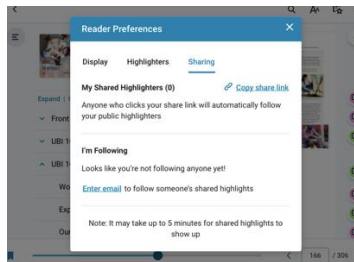 Reader Preferences
Display Highlighters Sharing
My Shared Highlighters (0) Copy share link
Anyone who clicks your share link will automatically follow
your public highlighters
I'm Following
Looks like you're not following anyone yet!
Enter email to follow someone's shared highlights
Note: It may take up to 5 minutes for shared highlights to
show up
Expand
Front
UBI 1
UBI 1
Wo
Exp
Our
166 / 306